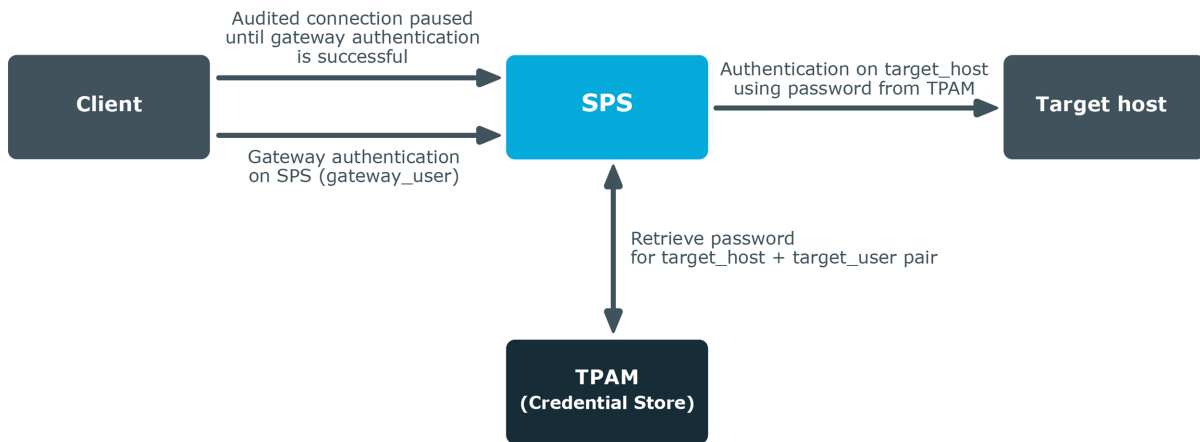 Audited connection paused
until gateway authentication
is successful
Client
Gateway authentication
on SPS (gateway_user)
SPS
Authentication on target_host
using password from TPAM
Target host
Retrieve password
for target_host + target_user pair
TPAM
(Credential Store)